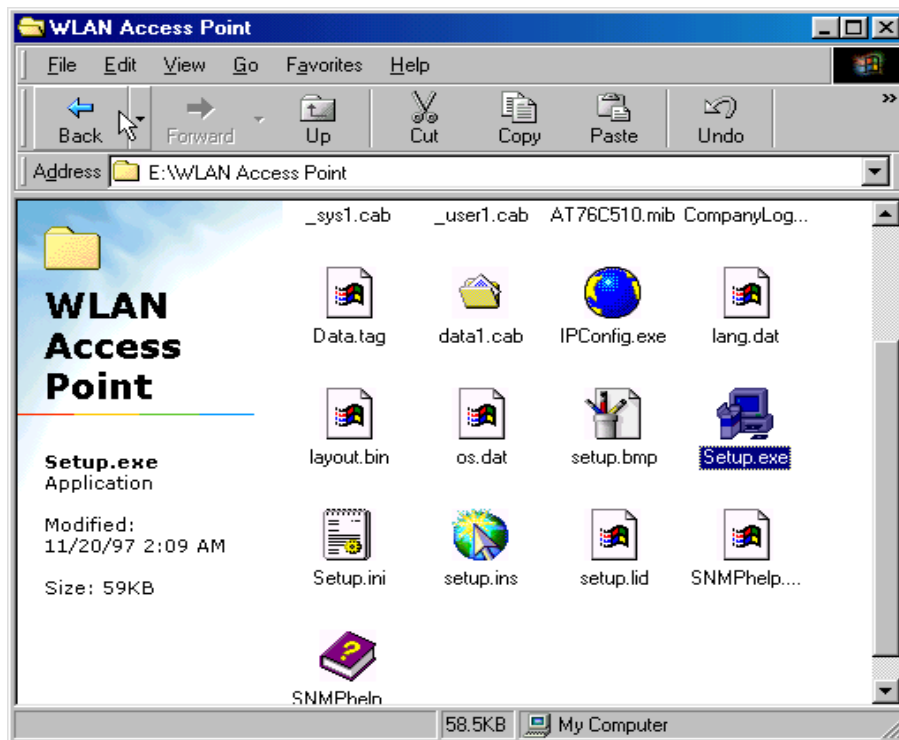 WLAN Access Point
File Edit View Go Favorites Help
Back Forward Up Cut Copy Paste Undo »
Address E:\WLAN Access Point
_sys1.cab _user1.cab AT76C510.mib CompanyLog...
WLAN
Access
Point
Data.tag data1.cab IPConfig.exe lang.dat
layout.bin os.dat setup.bmp Setup.exe
Setup.exe
Application
Modified:
11/20/97 2:09 AM
Size: 59KB
Setup.ini setup.ins setup.lid SNMPhelp....
SNMPhelp
58.5KB My Computer